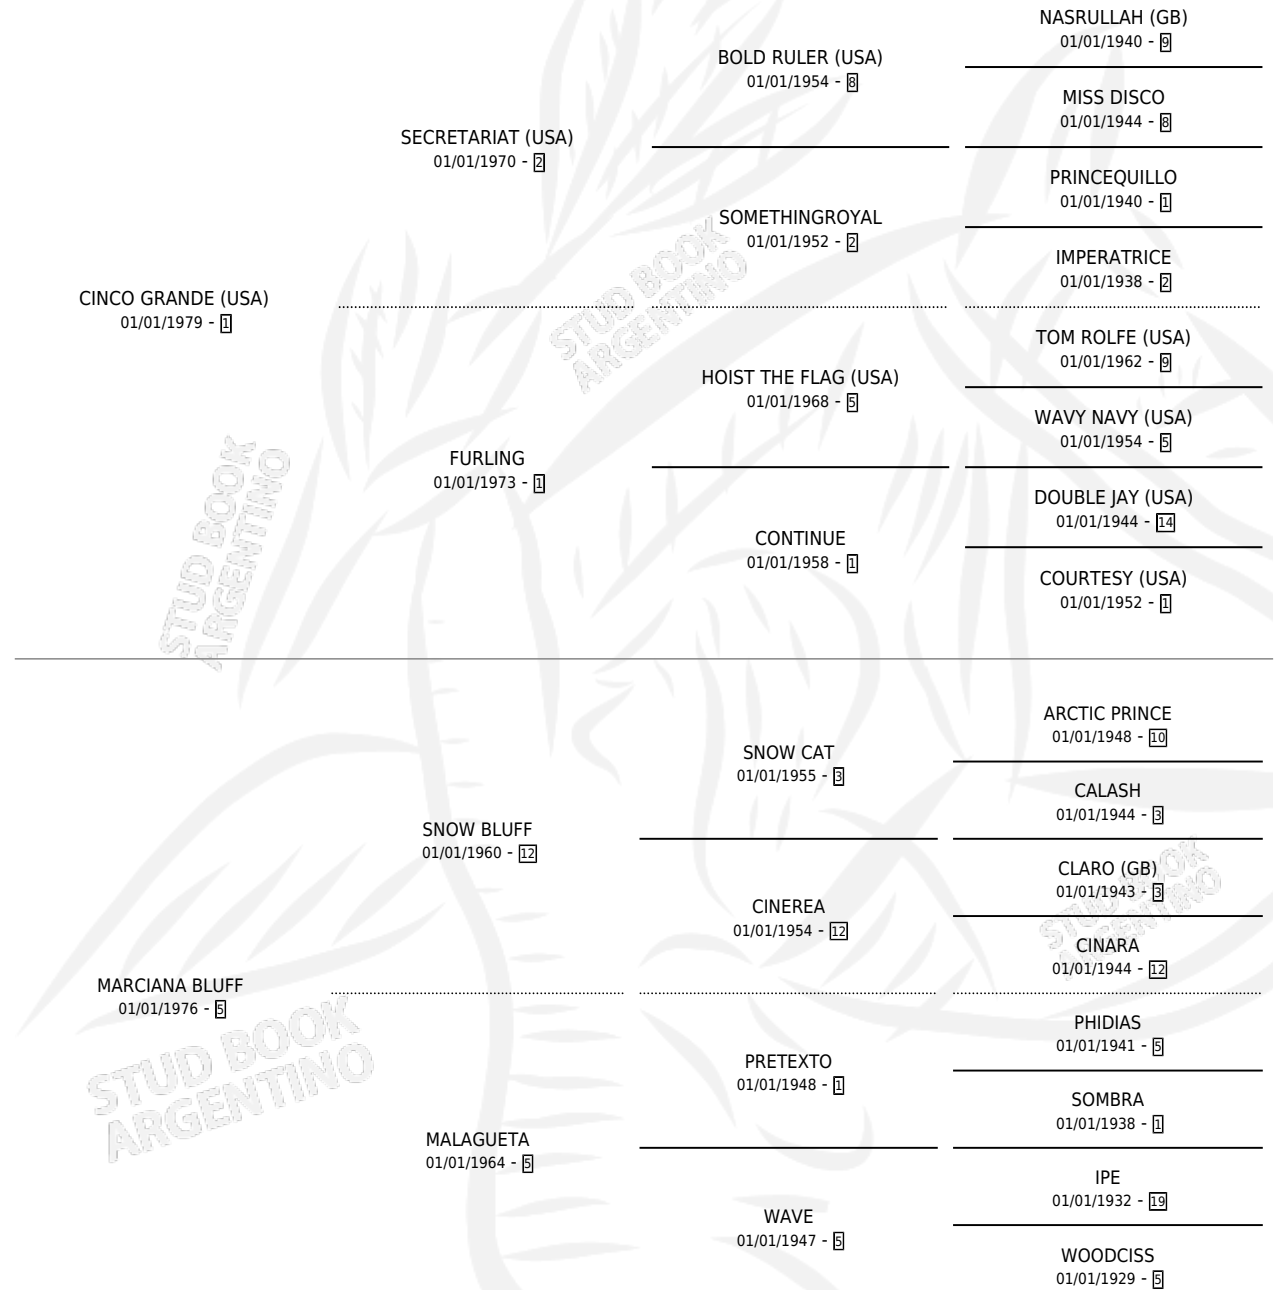 NASRULLAH (GB)
01/01/1940 - 9
BOLD RULER (USA)
01/01/1954 - 8
MISS DISCO
01/01/1944 - 8
SECRETARIAT (USA)
01/01/1970 - 2
PRINCEQUILLO
01/01/1940 - 1
SOMETHINGROYAL
01/01/1952 - 2
IMPERATRICE
01/01/1938 - 2
CINCO GRANDE (USA)
01/01/1979 - 1
TOM ROLFE (USA)
01/01/1962 - 9
HOIST THE FLAG (USA)
01/01/1968 - 5
WAVY NAVY (USA)
01/01/1954 - 5
FURLING
01/01/1973 - 1
DOUBLE JAY (USA)
01/01/1944 - 14
CONTINUE
01/01/1958 - 1
COURTESY (USA)
01/01/1952 - 1
STUD BOOK
ARGENTINO
STUD BOOK
ARGENTINO
ARCTIC PRINCE
01/01/1948 - 10
SNOW CAT
01/01/1955 - 3
CALASH
01/01/1944 - 3
SNOW BLUFF
01/01/1960 - 12
CLARO (GB)
01/01/1943 - 3
CINEREA
01/01/1954 - 12
CINARA
01/01/1944 - 12
STUD BOOK
ARGENTINO
MARCIANA BLUFF
01/01/1976 - 5
PHIDIAS
01/01/1941 - 5
PRETEXTO
01/01/1948 - 1
SOMBRA
01/01/1938 - 1
MALAGUETA
01/01/1964 - 5
IPE
01/01/1932 - 19
WAVE
01/01/1947 - 5
WOODCISS
01/01/1929 - 5
STUD BOOK
ARGENTINO